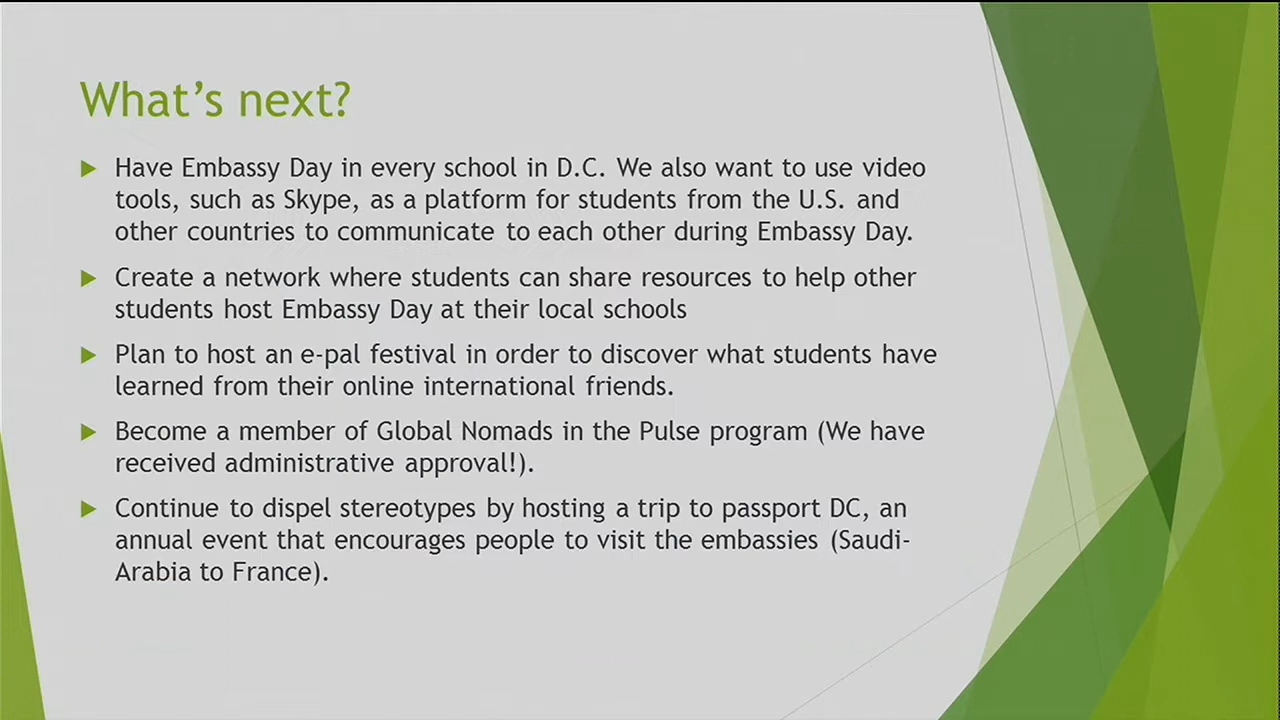 What's next?
Have Embassy Day in every school in D.C. We also want to use video
tools, such as Skype, as a platform for students from the U.S. and
other countries to communicate to each other during Embassy Day.
Create a network where students can share resources to help other
students host Embassy Day at their local schools
Plan to host an e-pal festival in order to discover what students have
learned from their online international friends.
Become a member of Global Nomads in the Pulse program (We have
received administrative approval!).
Continue to dispel stereotypes by hosting a trip to passport DC, an
annual event that encourages people to visit the embassies (Saudi-
Arabia to France).